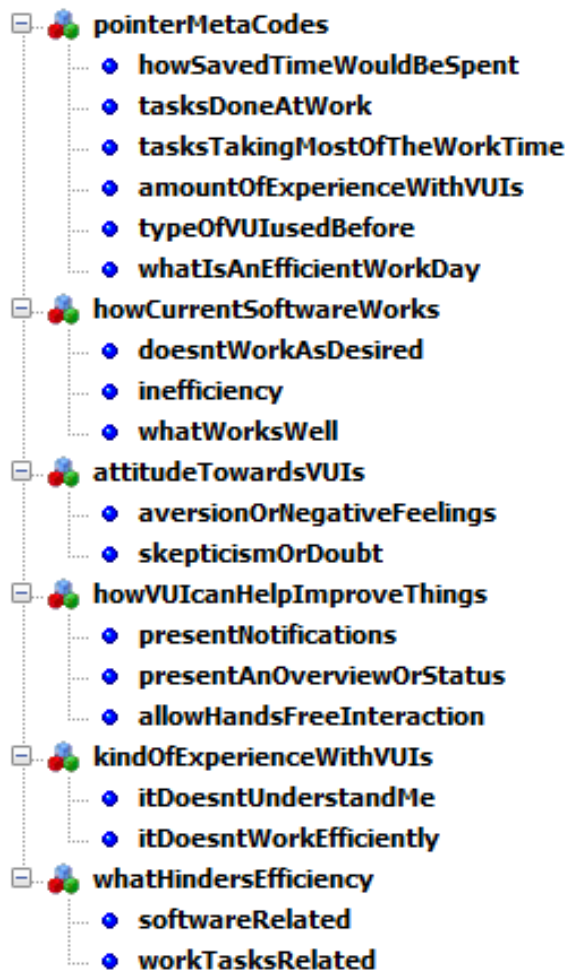 pointerMetaCodes
howSavedTimeWouldBeSpent
tasksDoneAtWork
tasksTakingMostOfTheWorkTime
amountOfExperienceWithVUIs
typeOfVUIusedBefore
whatIsAnEfficientWorkDay
howCurrentSoftwareWorks
doesntWorkAsDesired
inefficiency
whatWorksWell
attitudeTowardsVUIs
aversionOrNegativeFeelings
skepticismOrDoubt
howVUIcanHelpImproveThings
presentNotifications
presentAnOverviewOrStatus
allowHandsFreeInteraction
kindOfExperienceWithVUIs
itDoesntUnderstandMe
itDoesntWorkEfficiently
whatHindersEfficiency
softwareRelated
workTasksRelated